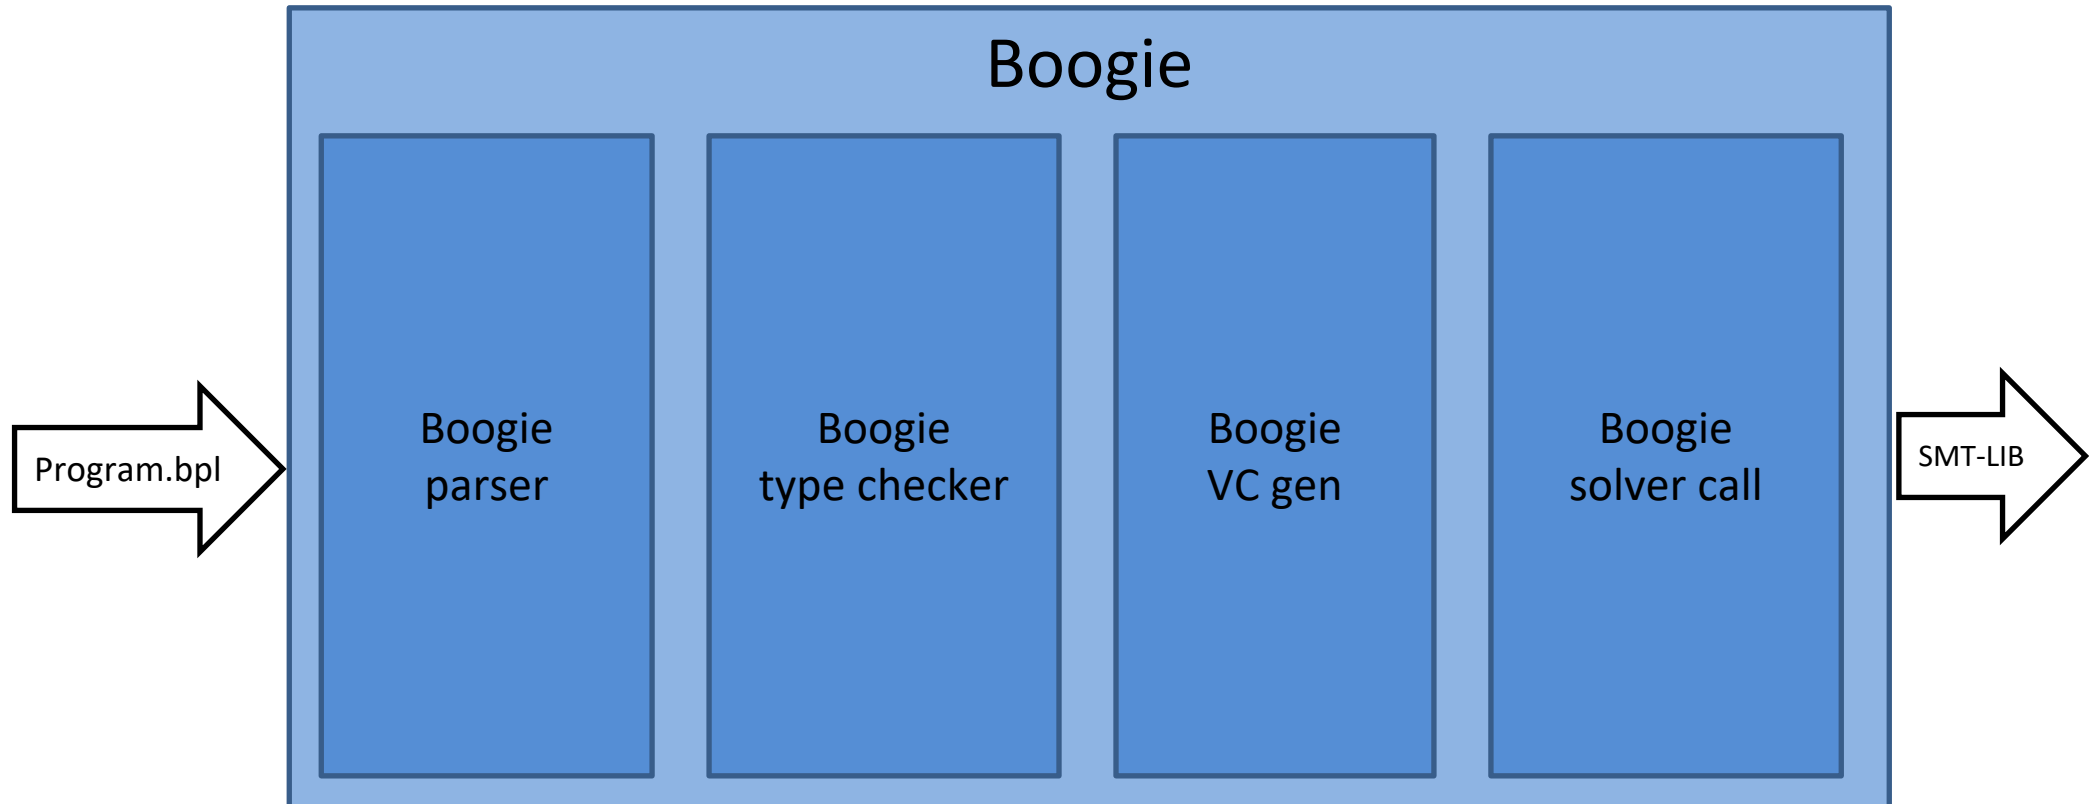 Boogie
Program.bpl
Boogie
parser
Boogie
type checker
Boogie
VC gen
Boogie
solver call
SMT-LIB